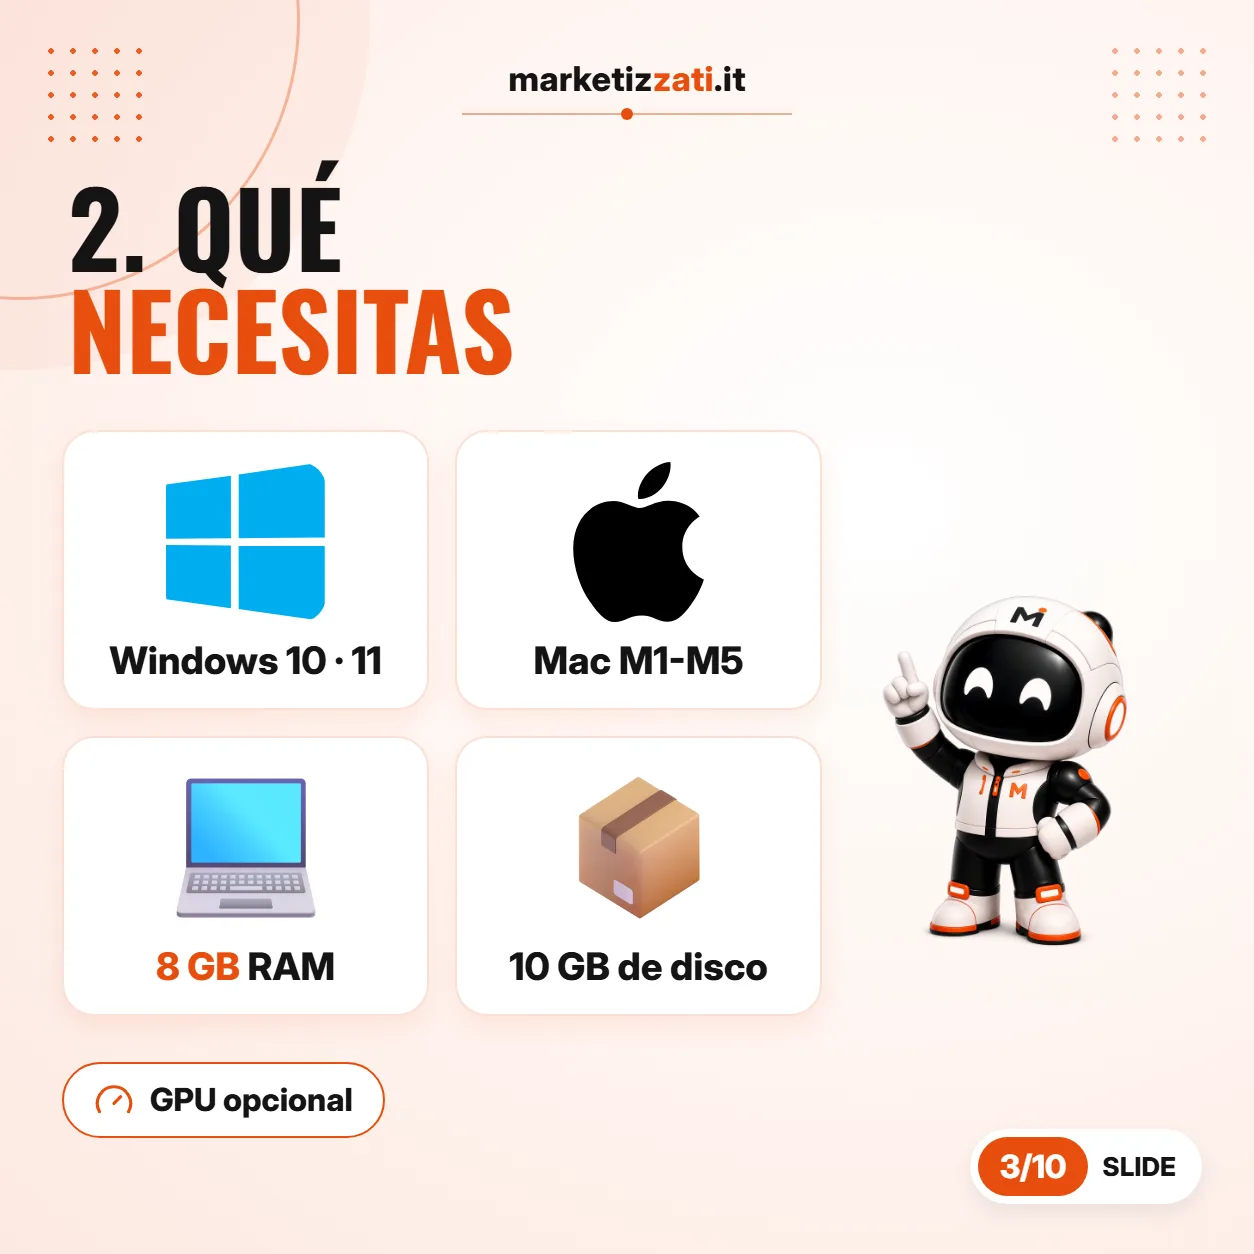 marketizzati.it
2. QUÉ
NECESITAS
Windows 10 · 11
Mac M1-M5
8 GB RAM
10 GB de disco
GPU opcional
3/10 SLIDE
M
M